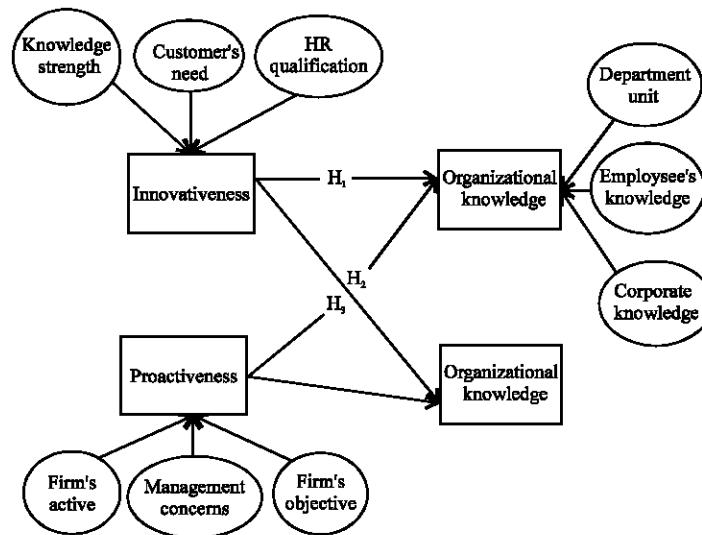 Knowledge
strength
Customer's
need
HR
qualification
Department
unit
Innovativeness
H₁
Organizational
knowledge
Employsee's
knowledge
H₂
H₃
Corporate
knowledge
Proactiveness
Organizational
knowledge
Firm's
active
Management
concerns
Firm's
objective